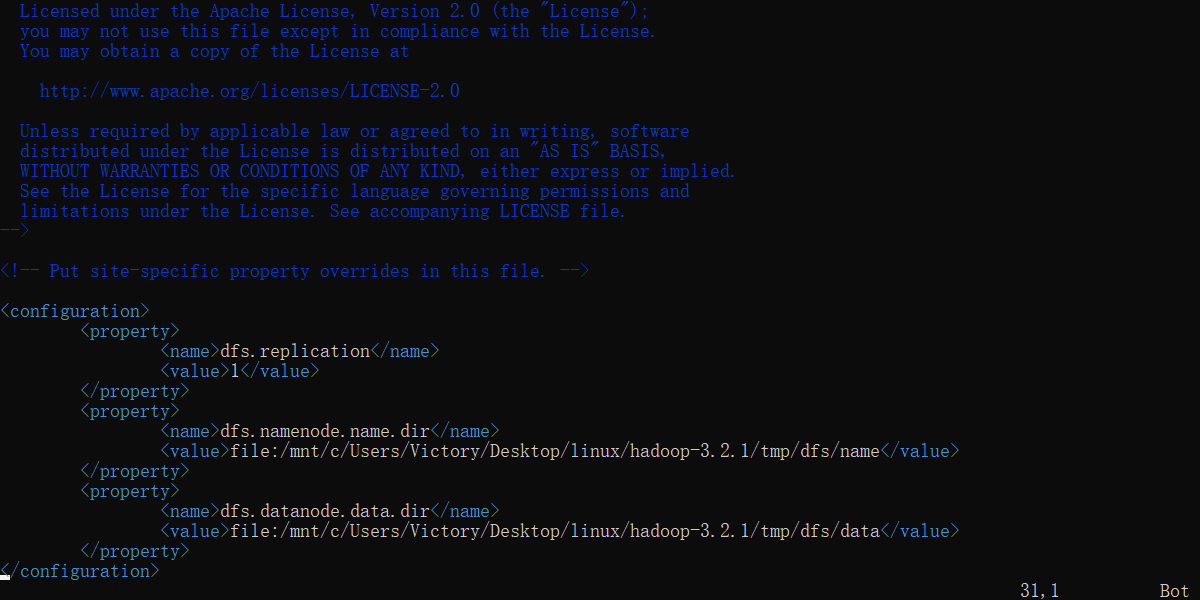 Licensed under the Apache License, Version 2.0 (the "License");
you may not use this file except in compliance with the License.
You may obtain a copy of the License at
http://www.apache.org/licenses/LICENSE-2.0
Unless required by applicable law or agreed to in writing, software
distributed under the License is distributed on an "AS IS" BASIS,
WITHOUT WARRANTIES OR CONDITIONS OF ANY KIND, either express or implied.
See the License for the specific language governing permissions and
limitations under the License. See accompanying LICENSE file.
-->
<!-- Put site-specific property overrides in this file. -->
<configuration>
<property>
<name>dfs.replication</name>
<value>1</value>
</property>
<property>
<name>dfs.namenode.name.dir</name>
<value>file:/mnt/c/Users/Victory/Desktop/linux/hadoop-3.2.1/tmp/dfs/name</value>
</property>
<property>
<name>dfs.datanode.data.dir</name>
<value>file:/mnt/c/Users/Victory/Desktop/linux/hadoop-3.2.1/tmp/dfs/data</value>
</property>
</configuration>
31,1 Bot